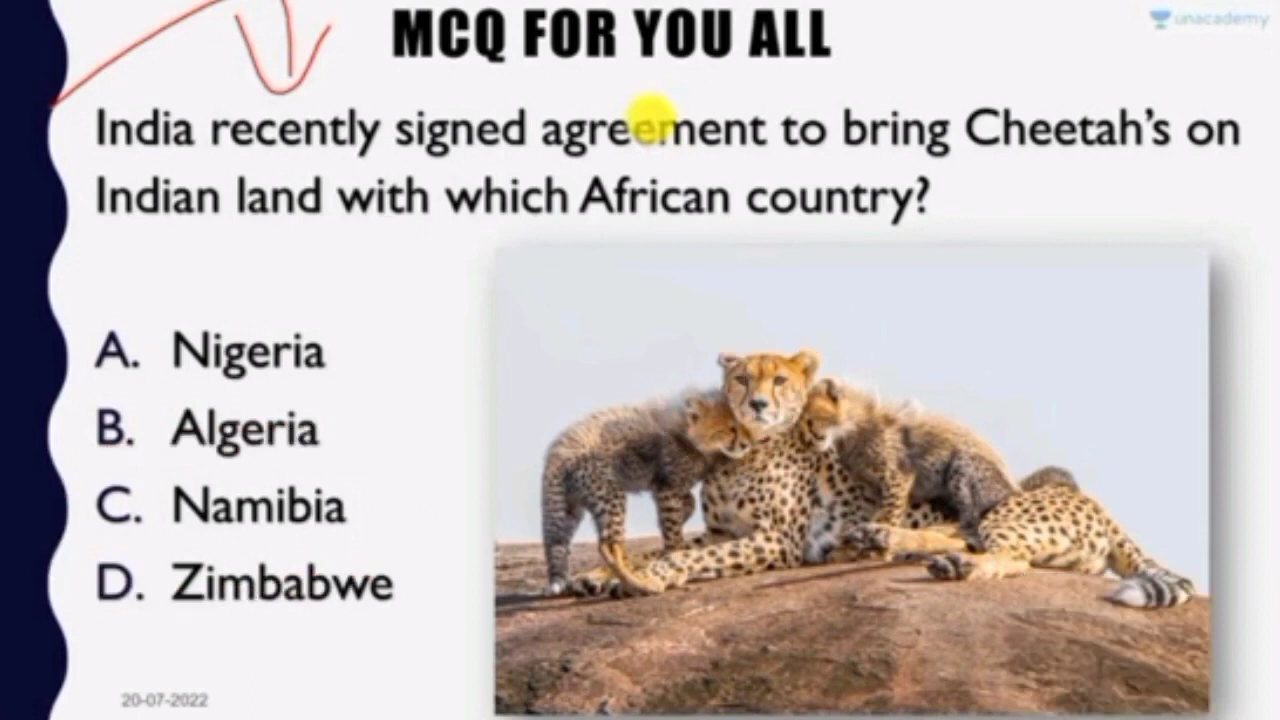 MCQ FOR YOU ALL
unacademy
India recently signed agreement to bring Cheetah's on
Indian land with which African country?
A. Nigeria
B. Algeria
C. Namibia
D. Zimbabwe
20-07-2022